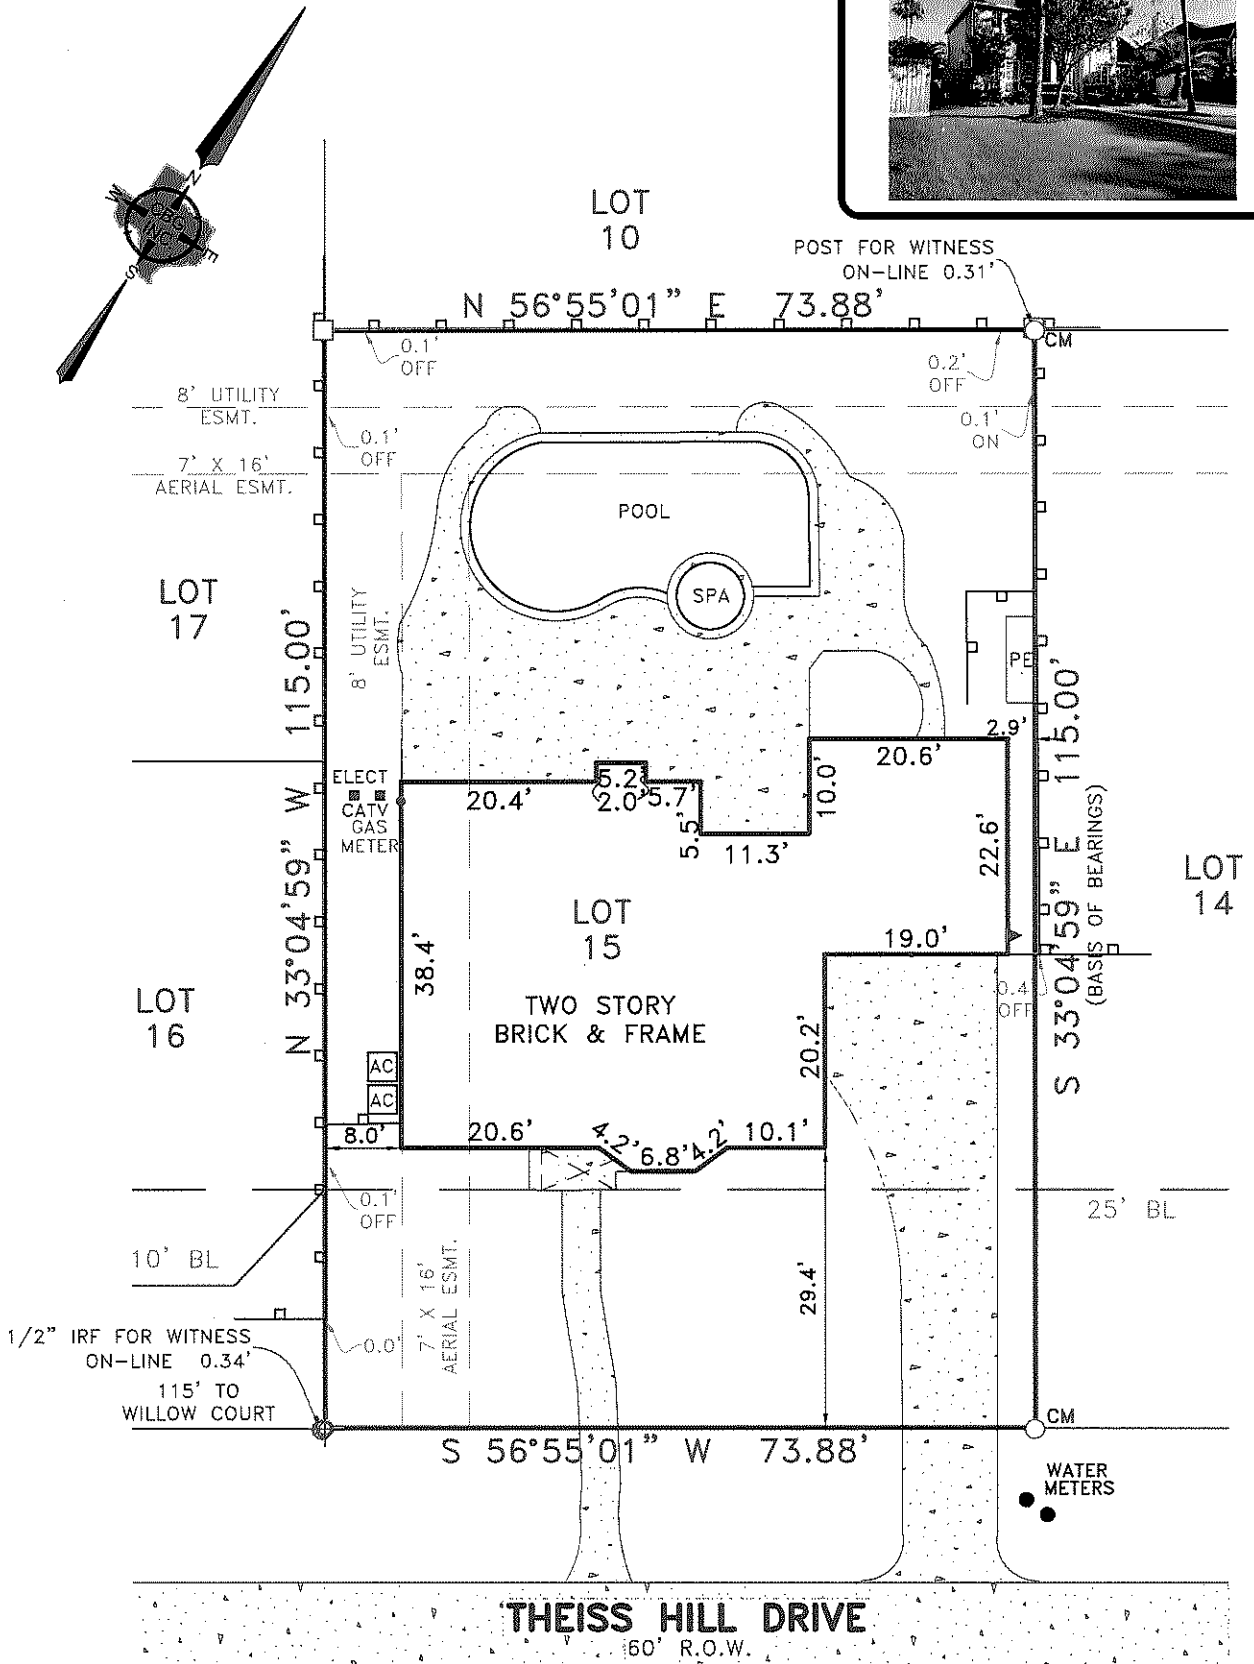 LOT
10
POST FOR WITNESS
ON-LINE 0.31'
N 56°55'01" E 73.88'
CM
N
W
E
S
CBG
INC.
0.1'
OFF
0.2'
OFF
8' UTILITY
ESMT.
0.1'
OFF
0.1'
ON
7' X 16'
AERIAL ESMT.
POOL
SPA
LOT
17
8' UTILITY
ESMT.
PE
N 33°04'59" W 115.00'
S 33°04'59" E 115.00'
(BASIS OF BEARINGS)
2.9'
20.6'
ELECT
CATV
GAS
METER
20.4'
5.2'
2.0'
5.7'
5.5'
11.3'
10.0'
22.6'
LOT
14
LOT
15
19.0'
38.4'
TWO STORY
BRICK & FRAME
0.4'
OFF
LOT
16
20.2'
AC
AC
8.0'
20.6'
4.2'
6.8'
4.2'
10.1'
0.1'
OFF
25' BL
10' BL
7' X 16'
AERIAL ESMT.
29.4'
1/2" IRF FOR WITNESS
ON-LINE 0.34'
0.0'
115' TO
WILLOW COURT
CM
S 56°55'01" W 73.88'
WATER
METERS
THEISS HILL DRIVE
60' R.O.W.